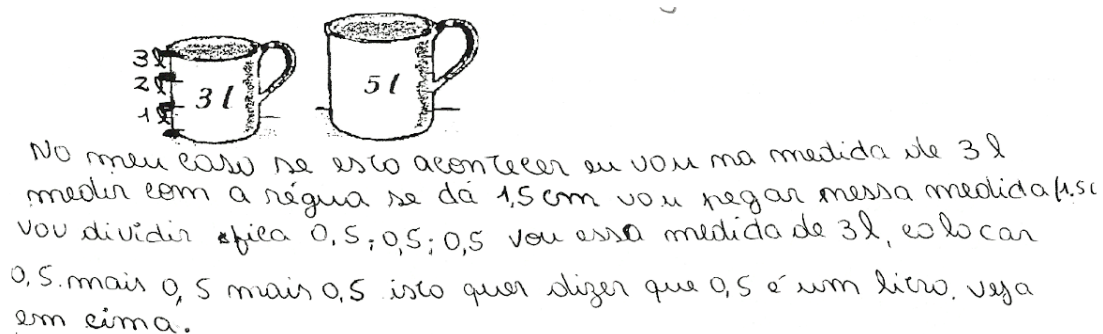 3l
2l
1l
3 l
5 l
No meu caso se isto acontecer eu vou na medida de 3 l
medir com a régua se dá 1,5 cm vou pegar nessa medida (1,5c
vou dividir fica 0,5; 0,5; 0,5 vou essa medida de 3l, colocar
0,5. mais 0,5 mais 0,5 isto quer dizer que 0,5 é um litro. veja
em cima.